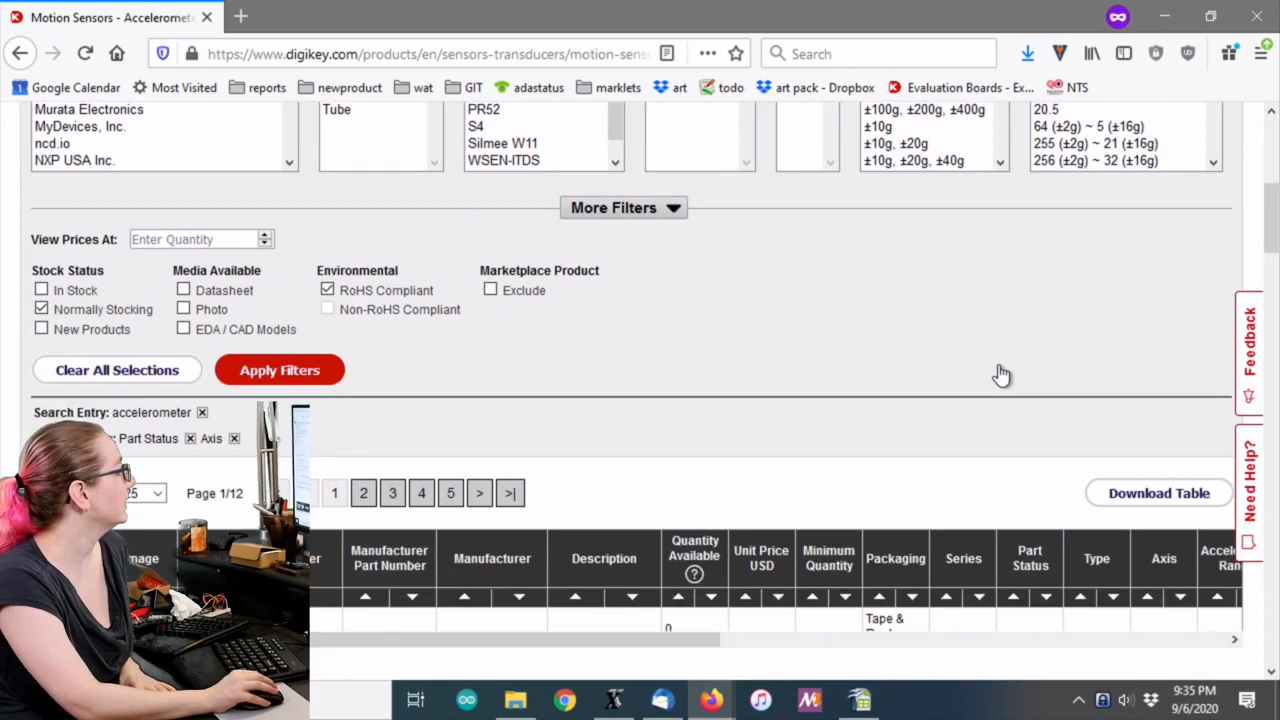 Motion Sensors - Acceleromete
https://www.digikey.com/products/en/sensors-transducers/motion-sens
Search
Google Calendar
Most Visited
reports
newproduct
wat
GIT
adastatus
marklets
art
todo
art pack - Dropbox
Evaluation Boards - Ex...
NTS
Murata Electronics
MyDevices, Inc.
ncd.io
NXP USA Inc.
Tube
PR52
S4
Silmee W11
WSEN-ITDS
±100g, ±200g, ±400g
±10g
±10g, ±20g
±10g, ±20g, ±40g
20.5
64 (±2g) ~ 5 (±16g)
255 (±2g) ~ 21 (±16g)
256 (±2g) ~ 32 (±16g)
More Filters
View Prices At: Enter Quantity
Stock Status
In Stock
Normally Stocking
New Products
Media Available
Datasheet
Photo
EDA / CAD Models
Environmental
RoHS Compliant
Non-RoHS Compliant
Marketplace Product
Exclude
Clear All Selections
Apply Filters
Feedback
Need Help?
Search Entry: accelerometer
Part Status Axis
25 Page 1/12 1 2 3 4 5 > >|
Download Table
mage
er
Manufacturer
Part Number
Manufacturer
Description
Quantity
Available
?
Unit Price
USD
Minimum
Quantity
Packaging
Series
Part
Status
Type
Axis
Accele
Ran
0
Tape &
9:35 PM
9/6/2020